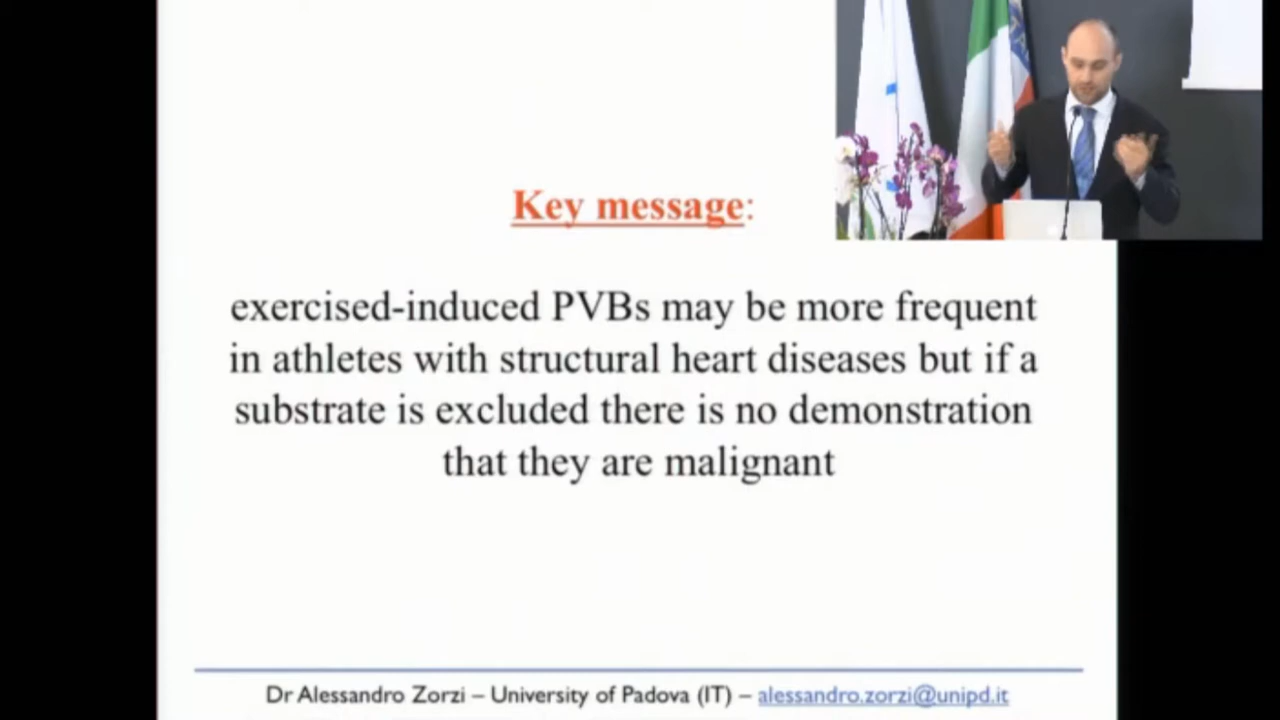 Key message:
exercised-induced PVBs may be more frequent
in athletes with structural heart diseases but if a
substrate is excluded there is no demonstration
that they are malignant
Dr Alessandro Zorzi – University of Padova (IT) – alessandro.zorzi@unipd.it